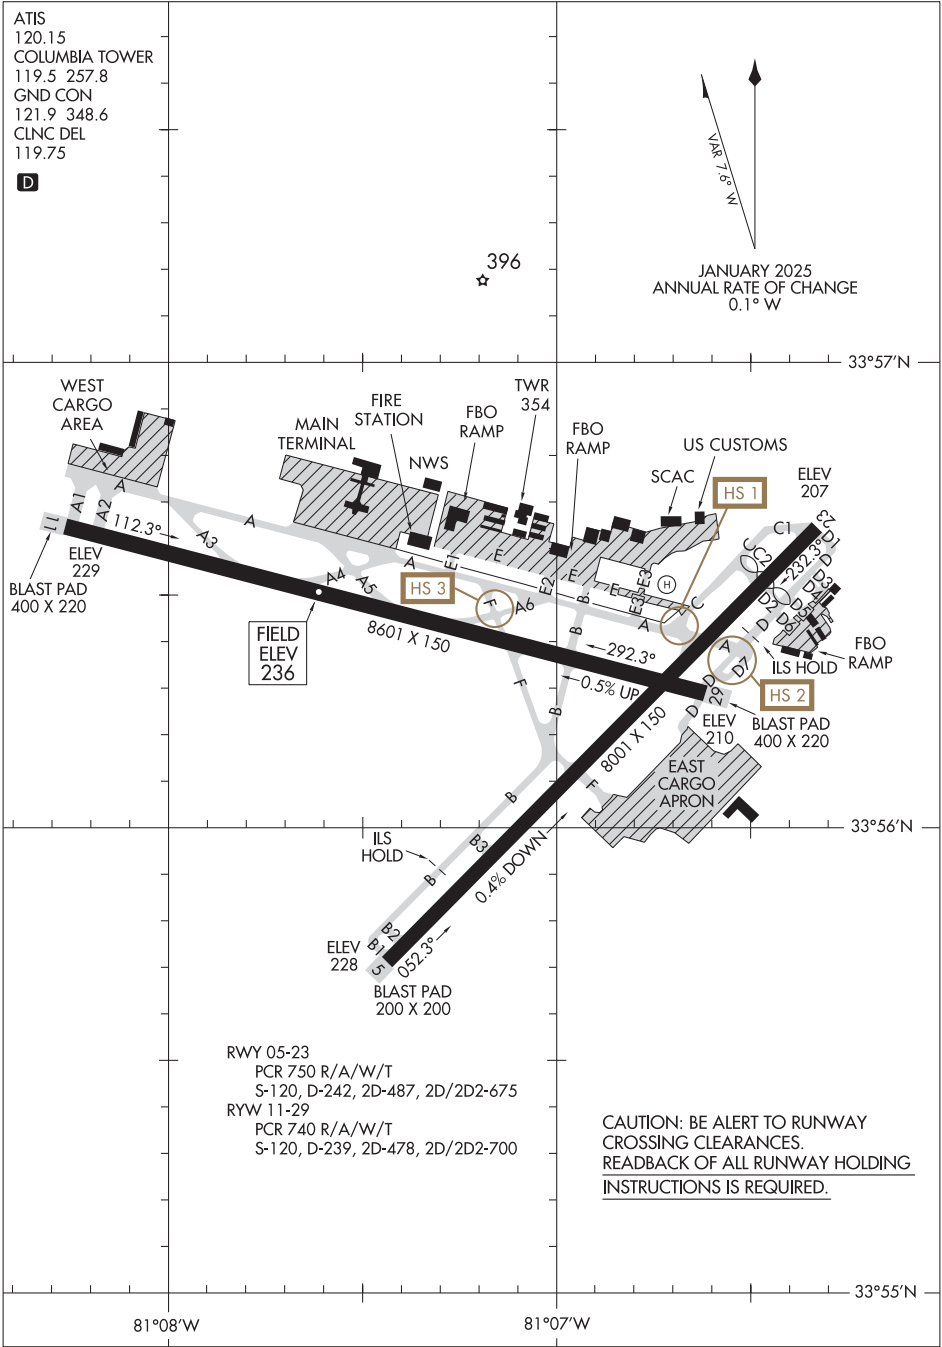 ATIS
120.15
COLUMBIA TOWER
119.5 257.8
GND CON
121.9 348.6
CLNC DEL
119.75
D
VAR 7.6° W
JANUARY 2025
ANNUAL RATE OF CHANGE
0.1° W
396
33°57'N
WEST
CARGO
AREA
MAIN
TERMINAL
FIRE
STATION
NWS
FBO
RAMP
TWR
354
FBO
RAMP
SCAC
US CUSTOMS
HS 1
ELEV
207
23
A1
A2
A
112.3°
A3
A
11
ELEV
229
BLAST PAD
400 X 220
A4
A5
A
E1
E
E2
E
E
E3
E3
H
B
A
C
C
C2
C1
D1
232.3°
D
D3
D4
D5
D6
D2
D
HS 3
F
A6
FIELD
ELEV
236
8601 X 150
292.3°
0.5% UP
ILS HOLD
FBO
RAMP
A
D7
HS 2
D
29
D
ELEV
210
BLAST PAD
400 X 220
B
F
B
8001 X 150
EAST
CARGO
APRON
F
B
33°56'N
ILS
HOLD
B3
0.4% DOWN
B
B2
B1
5
052.3°
ELEV
228
BLAST PAD
200 X 200
RWY 05-23
PCR 750 R/A/W/T
S-120, D-242, 2D-487, 2D/2D2-675
RYW 11-29
PCR 740 R/A/W/T
S-120, D-239, 2D-478, 2D/2D2-700
CAUTION: BE ALERT TO RUNWAY
CROSSING CLEARANCES.
READBACK OF ALL RUNWAY HOLDING
INSTRUCTIONS IS REQUIRED.
33°55'N
81°08'W
81°07'W